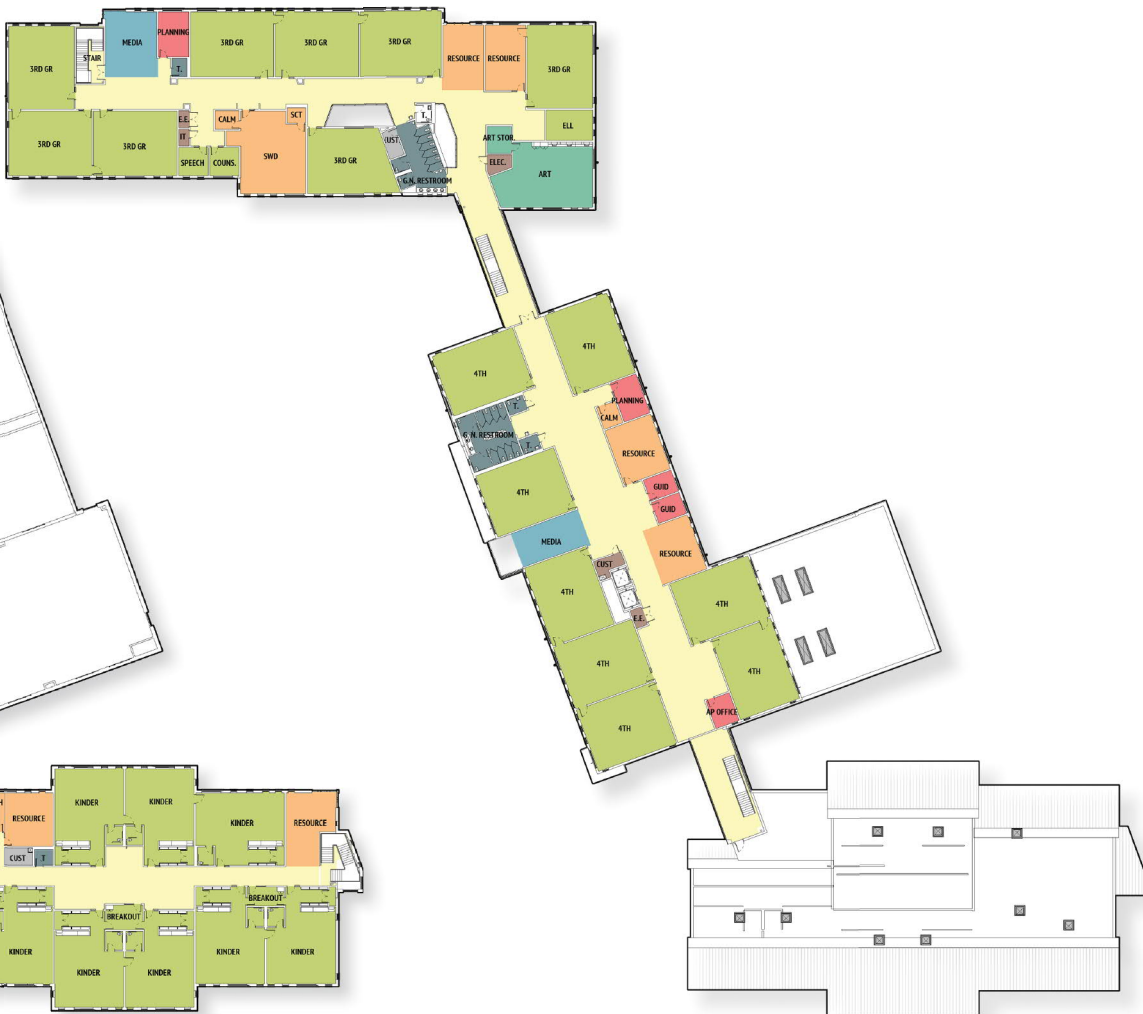 MEDIA
PLANNING
3RD GR
3RD GR
3RD GR
RESOURCE
RESOURCE
3RD GR
3RD GR
STAIR
T.
E.E.
IT
CALM
SCT
T.
ELL
3RD GR
3RD GR
SPEECH
COUNS.
SWD
3RD GR
G.N. RESTROOM
ART STOR.
ELEC.
ART
4TH
4TH
PLANNING
CALM
T.
G. N. RESTROOM
T.
RESOURCE
GUID
GUID
4TH
MEDIA
RESOURCE
CUST
4TH
4TH
E.E.
4TH
4TH
AP OFFICE
4TH
RESOURCE
KINDER
KINDER
KINDER
RESOURCE
CUST
T
BREAKOUT
BREAKOUT
KINDER
KINDER
KINDER
KINDER
KINDER